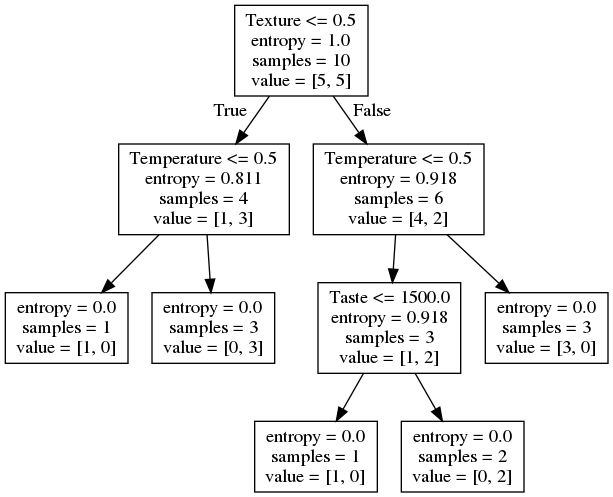 Texture <= 0.5
entropy = 1.0
samples = 10
value = [5, 5]
True
False
Temperature <= 0.5
entropy = 0.811
samples = 4
value = [1, 3]
Temperature <= 0.5
entropy = 0.918
samples = 6
value = [4, 2]
entropy = 0.0
samples = 1
value = [1, 0]
entropy = 0.0
samples = 3
value = [0, 3]
Taste <= 1500.0
entropy = 0.918
samples = 3
value = [1, 2]
entropy = 0.0
samples = 3
value = [3, 0]
entropy = 0.0
samples = 1
value = [1, 0]
entropy = 0.0
samples = 2
value = [0, 2]